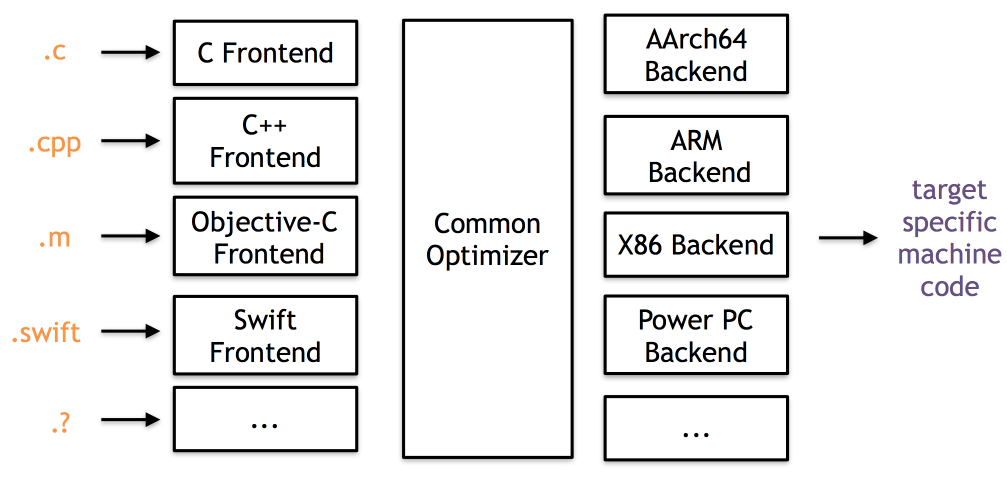 .c
C Frontend
.cpp
C++
Frontend
.m
Objective-C
Frontend
.swift
Swift
Frontend
.?
...
Common
Optimizer
AArch64
Backend
ARM
Backend
X86 Backend
Power PC
Backend
...
target
specific
machine
code